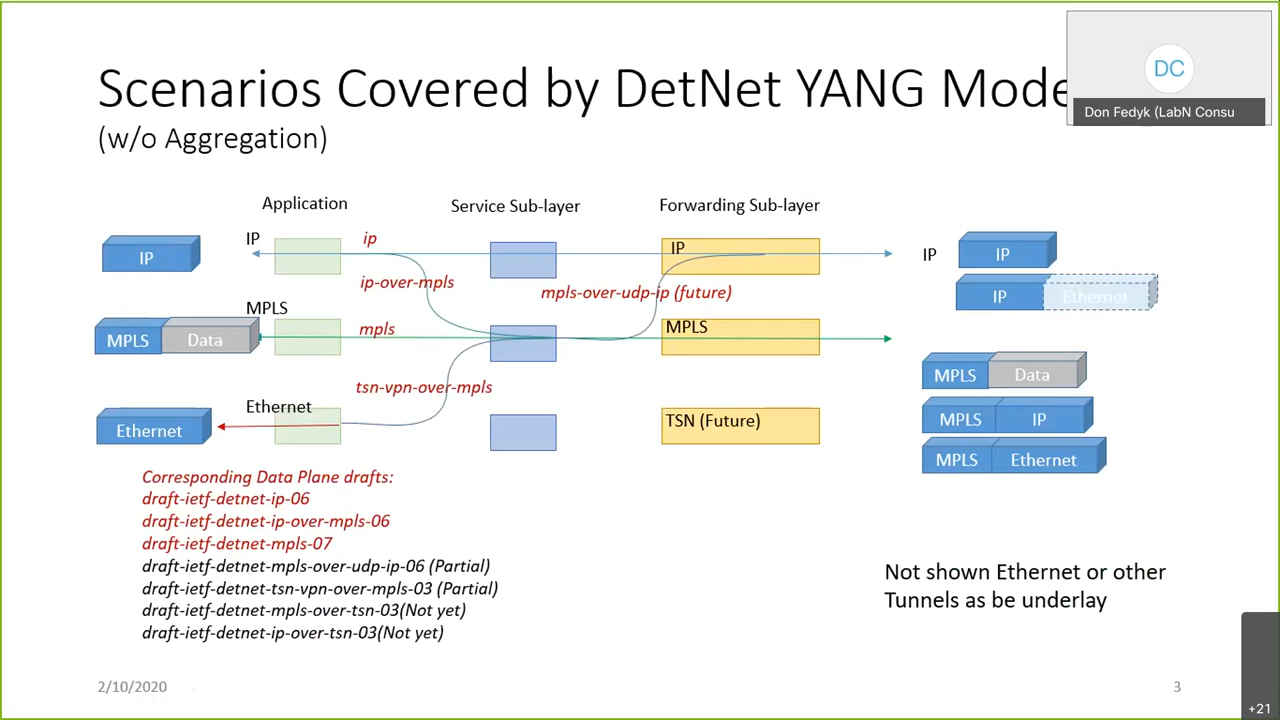 Scenarios Covered by DetNet YANG Mode
(w/o Aggregation)
DC
Don Fedyk (LabN Consu
Application
Service Sub-layer
Forwarding Sub-layer
IP
IP
ip
IP
IP
IP
ip-over-mpls
mpls-over-udp-ip (future)
IP
Ethernet
MPLS
MPLS
Data
mpls
MPLS
MPLS
Data
tsn-vpn-over-mpls
Ethernet
Ethernet
TSN (Future)
MPLS
IP
MPLS
Ethernet
Corresponding Data Plane drafts:
draft-ietf-detnet-ip-06
draft-ietf-detnet-ip-over-mpls-06
draft-ietf-detnet-mpls-07
draft-ietf-detnet-mpls-over-udp-ip-06 (Partial)
draft-ietf-detnet-tsn-vpn-over-mpls-03 (Partial)
draft-ietf-detnet-mpls-over-tsn-03(Not yet)
draft-ietf-detnet-ip-over-tsn-03(Not yet)
Not shown Ethernet or other
Tunnels as be underlay
2/10/2020
3
+21